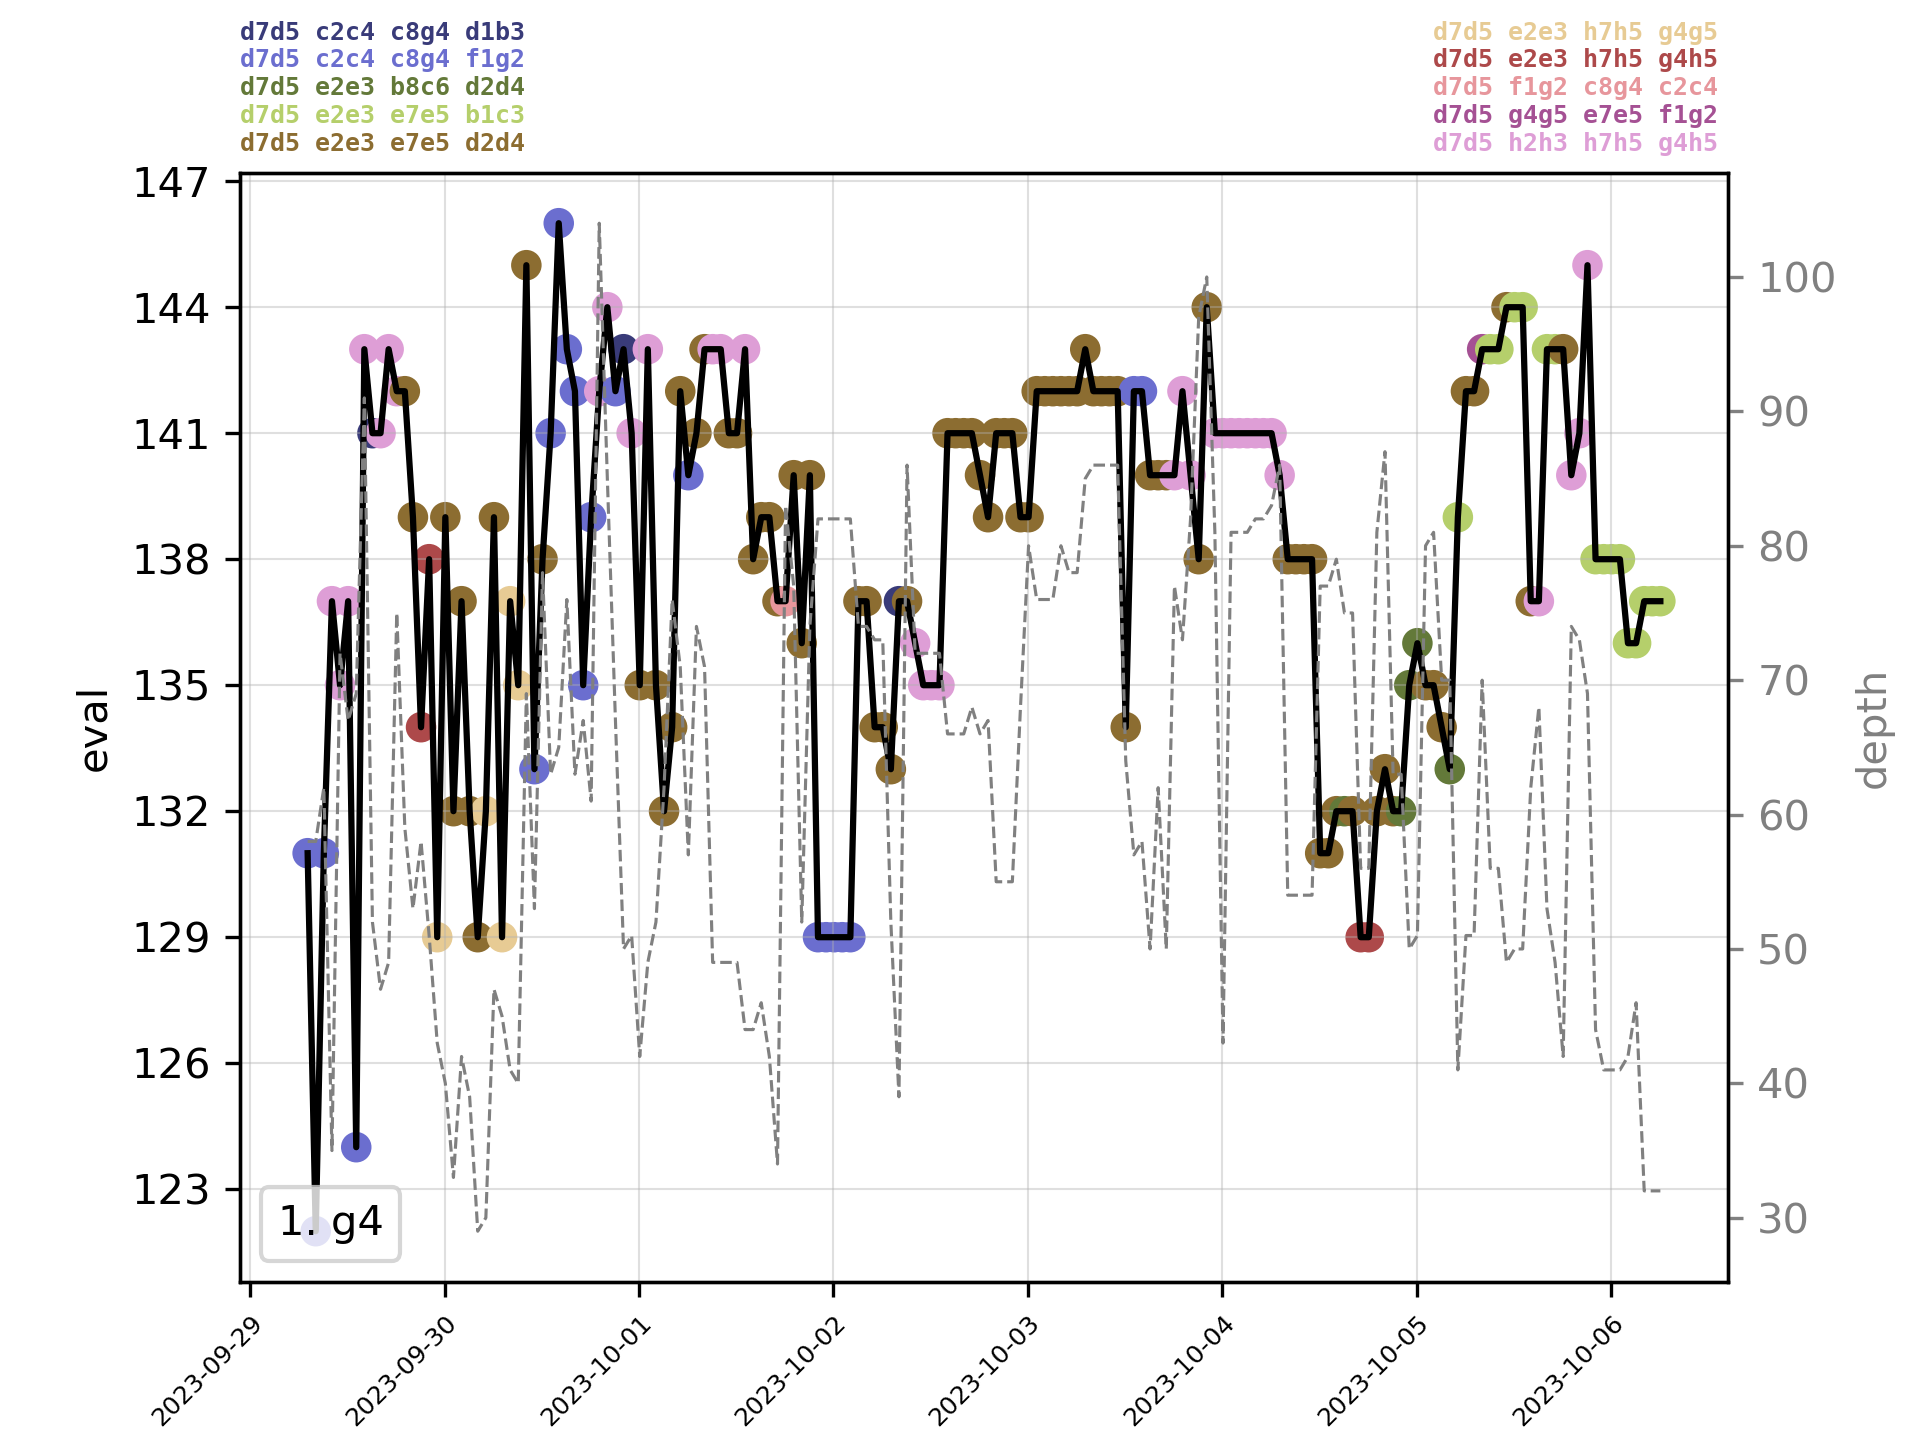 d7d5 c2c4 c8g4 d1b3
d7d5 c2c4 c8g4 f1g2
d7d5 e2e3 b8c6 d2d4
d7d5 e2e3 e7e5 b1c3
d7d5 e2e3 e7e5 d2d4
d7d5 e2e3 h7h5 g4g5
d7d5 e2e3 h7h5 g4h5
d7d5 f1g2 c8g4 c2c4
d7d5 g4g5 e7e5 f1g2
d7d5 h2h3 h7h5 g4h5
147
144
141
138
135
132
129
126
123
eval
100
90
80
70
60
50
40
30
depth
1. g4
2023-09-29
2023-09-30
2023-10-01
2023-10-02
2023-10-03
2023-10-04
2023-10-05
2023-10-06